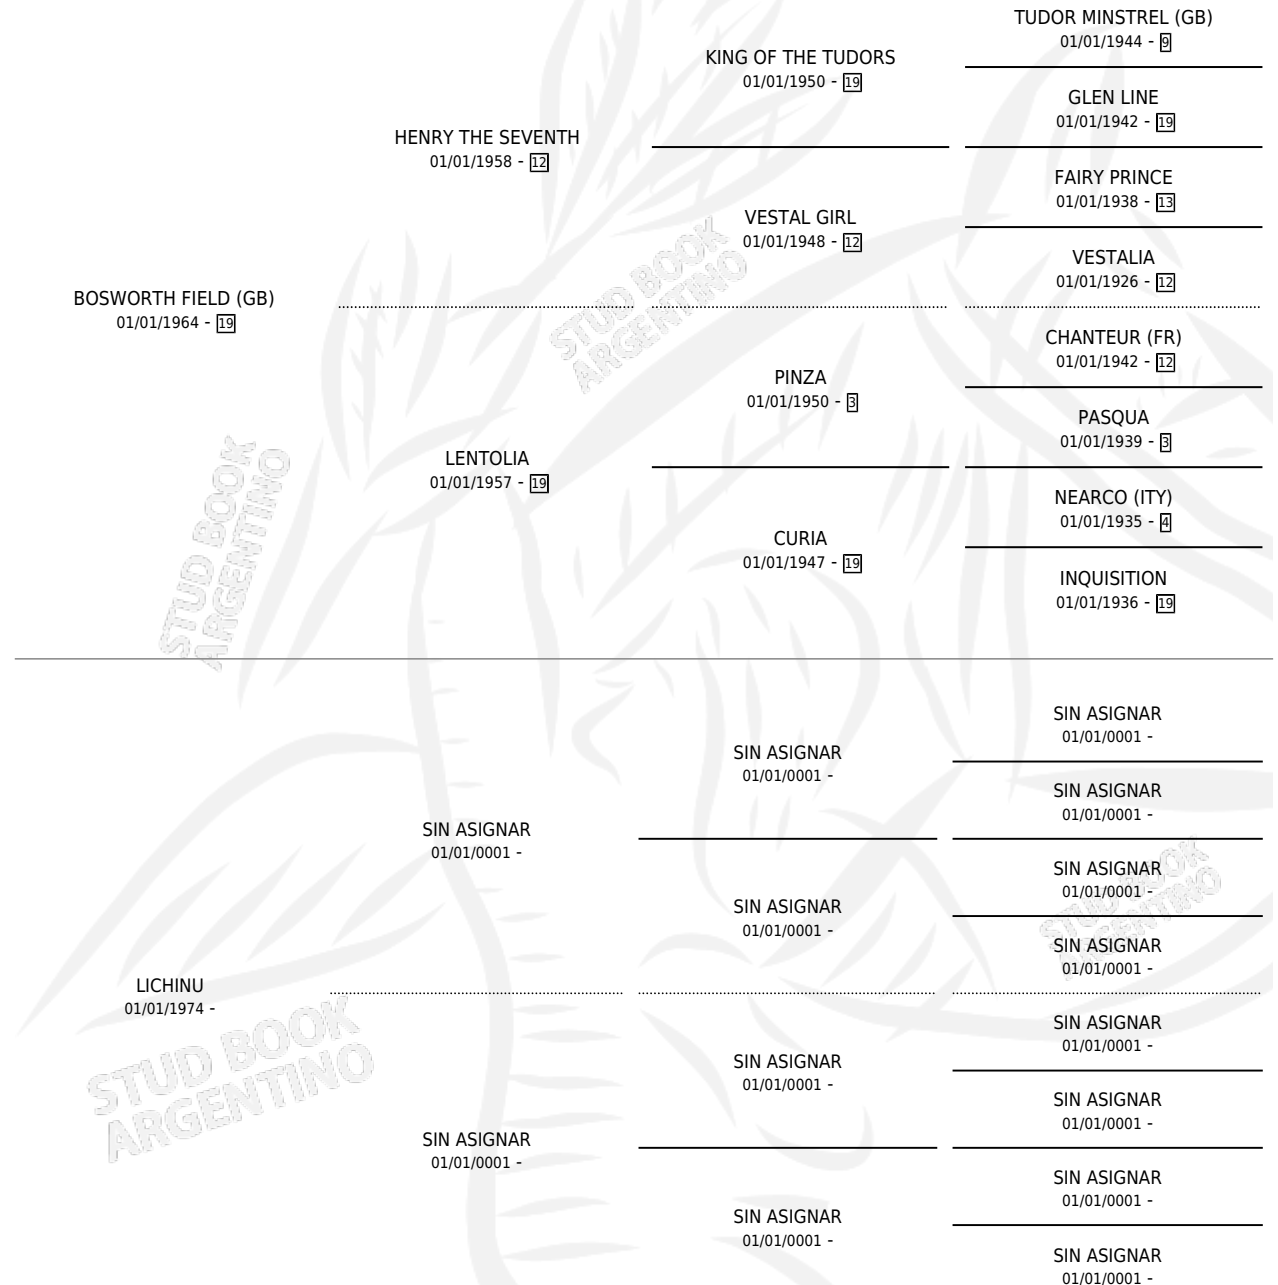 TUDOR MINSTREL (GB)
01/01/1944 - 9
KING OF THE TUDORS
01/01/1950 - 19
GLEN LINE
01/01/1942 - 19
HENRY THE SEVENTH
01/01/1958 - 12
FAIRY PRINCE
01/01/1938 - 13
VESTAL GIRL
01/01/1948 - 12
VESTALIA
01/01/1926 - 12
BOSWORTH FIELD (GB)
01/01/1964 - 19
STUD BOOK
ARGENTINO
CHANTEUR (FR)
01/01/1942 - 12
PINZA
01/01/1950 - 3
PASQUA
01/01/1939 - 3
LENTOLIA
01/01/1957 - 19
NEARCO (ITY)
01/01/1935 - 4
CURIA
01/01/1947 - 19
INQUISITION
01/01/1936 - 19
STUD BOOK
ARGENTINO
SIN ASIGNAR
01/01/0001 -
SIN ASIGNAR
01/01/0001 -
SIN ASIGNAR
01/01/0001 -
SIN ASIGNAR
01/01/0001 -
SIN ASIGNAR
01/01/0001 -
SIN ASIGNAR
01/01/0001 -
SIN ASIGNAR
01/01/0001 -
STUD BOOK
ARGENTINO
LICHINU
01/01/1974 -
SIN ASIGNAR
01/01/0001 -
SIN ASIGNAR
01/01/0001 -
SIN ASIGNAR
01/01/0001 -
SIN ASIGNAR
01/01/0001 -
SIN ASIGNAR
01/01/0001 -
SIN ASIGNAR
01/01/0001 -
SIN ASIGNAR
01/01/0001 -
STUD BOOK
ARGENTINO